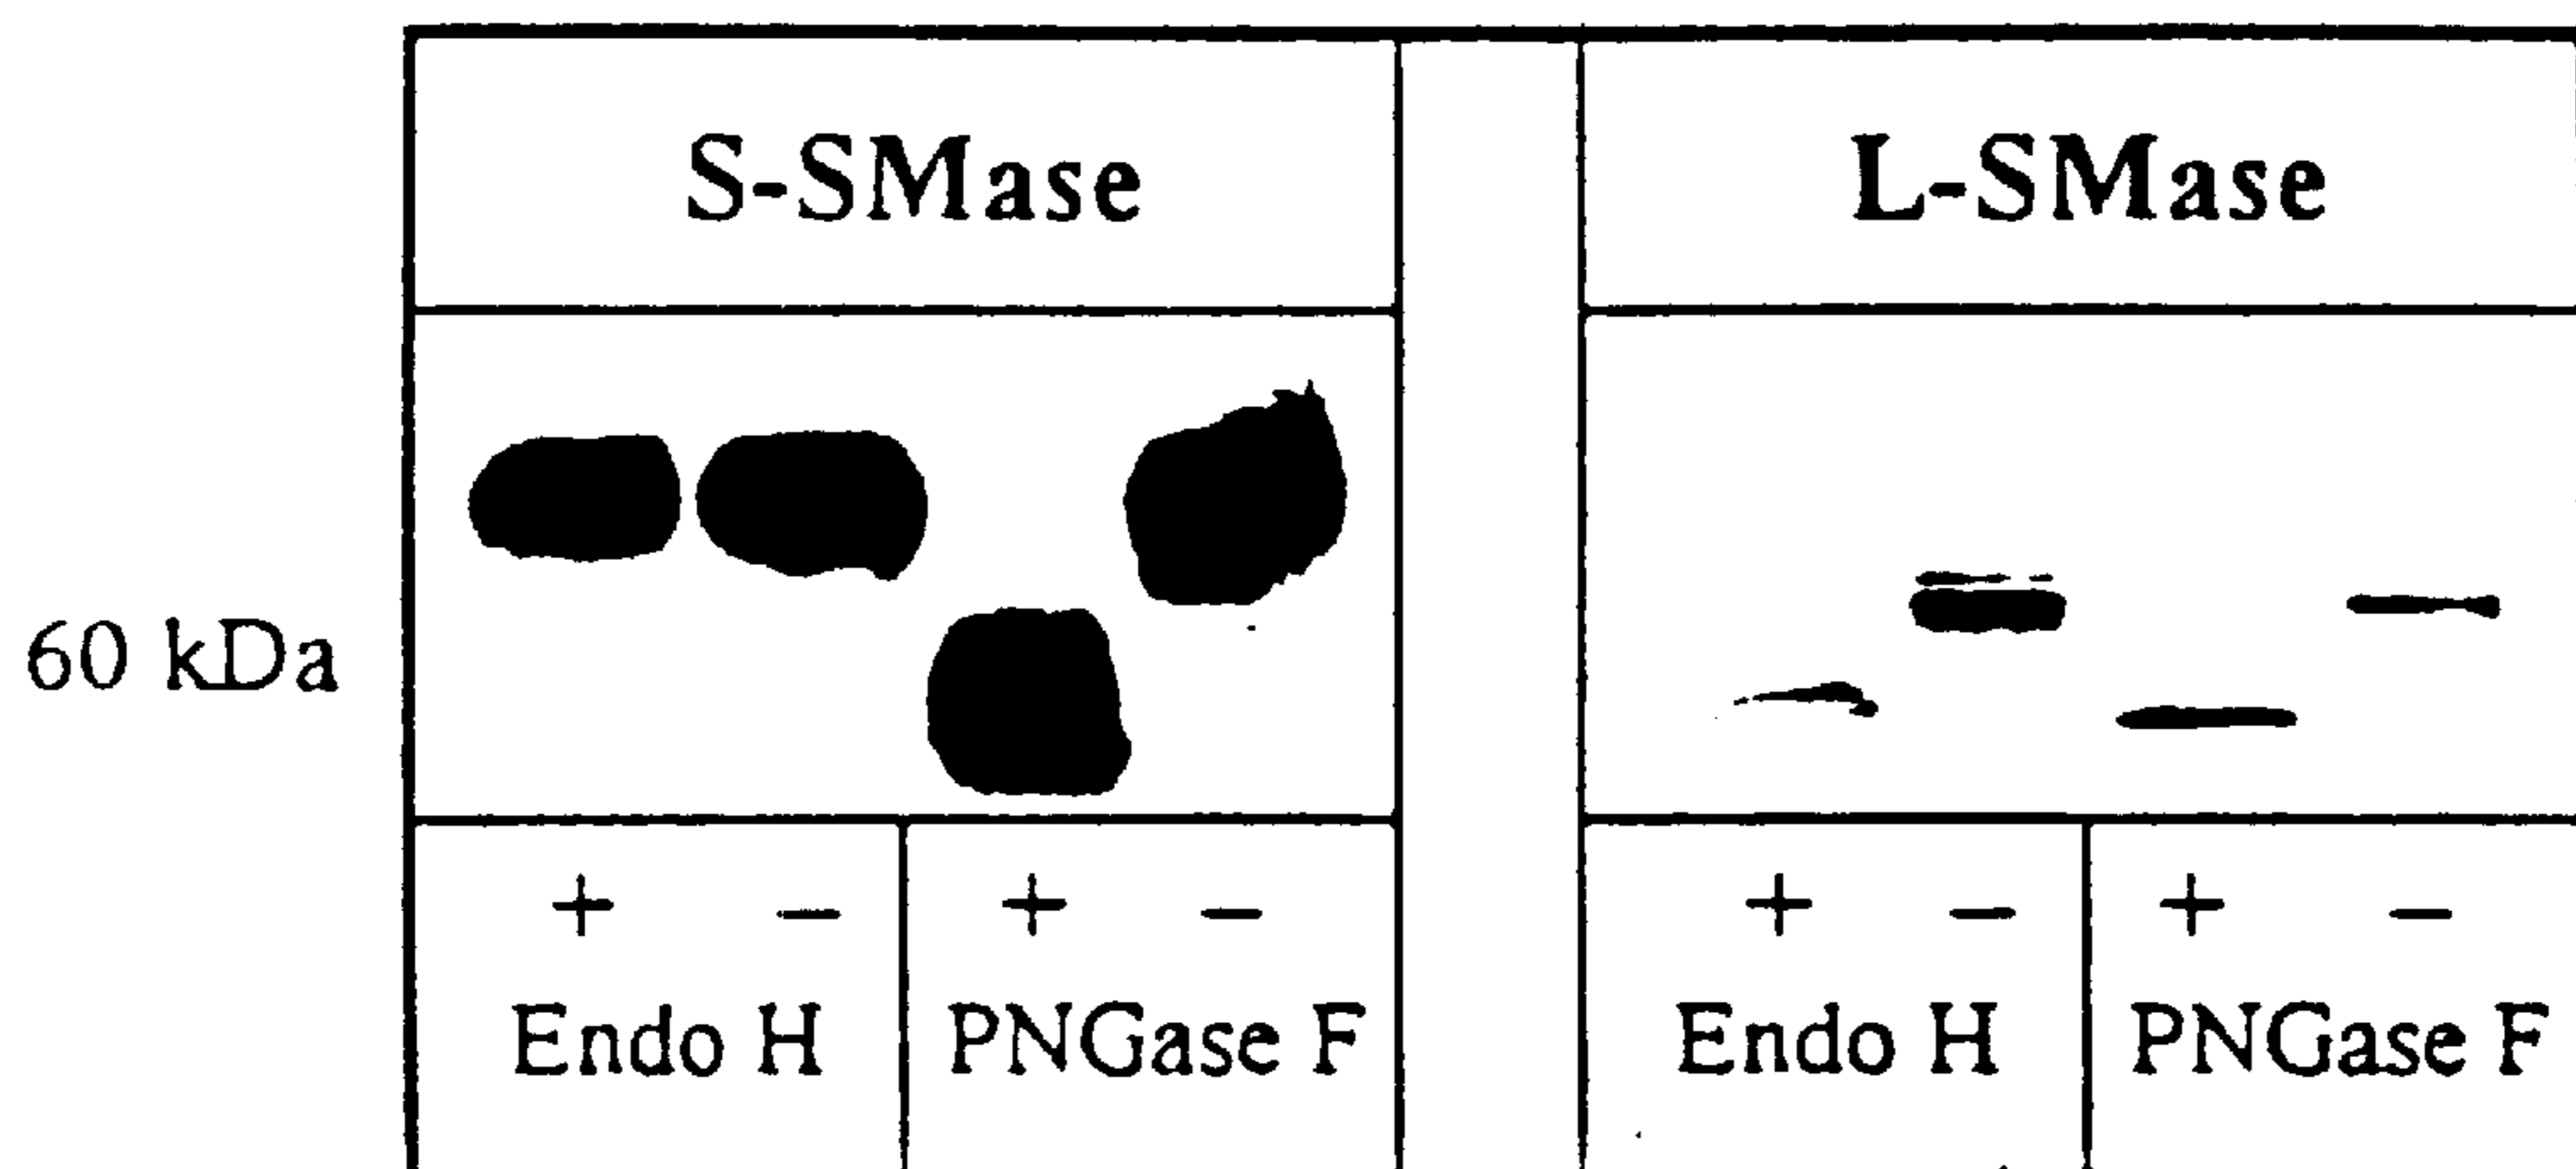 S-SMase L-SMase
60 kDa
+ − + − + − + −
Endo H PNGase F Endo H PNGase F